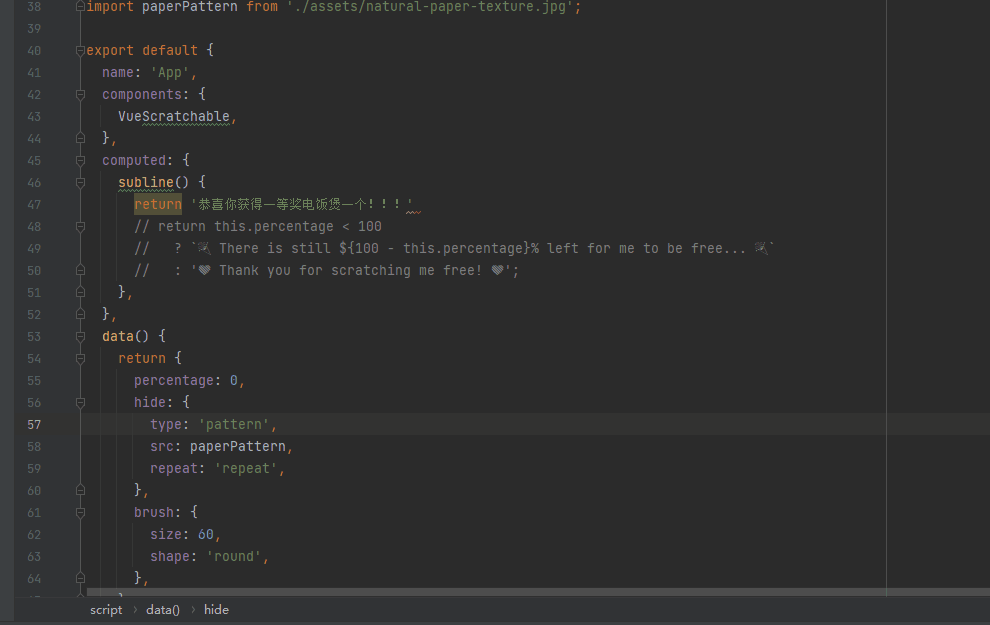 38 import paperPattern from './assets/natural-paper-texture.jpg';
39
40 export default {
41   name: 'App',
42   components: {
43     VueScratchable,
44   },
45   computed: {
46     subline() {
47       return '恭喜你获得一等奖电饭煲一个！！！',
48       // return this.percentage < 100
49       //   ? ` There is still ${100 - this.percentage}% left for me to be free... `
50       //   : '💗 Thank you for scratching me free! 💗';
51     },
52   },
53   data() {
54     return {
55       percentage: 0,
56       hide: {
57         type: 'pattern',
58         src: paperPattern,
59         repeat: 'repeat',
60       },
61       brush: {
62         size: 60,
63         shape: 'round',
64       },
script › data() › hide